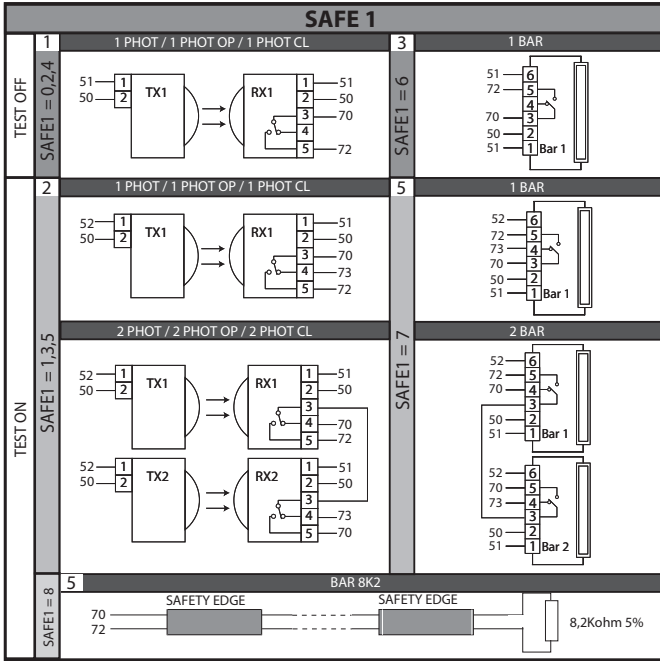 SAFE 1
TEST OFF
SAFE1 = 0,2,4
1
1 PHOT / 1 PHOT OP / 1 PHOT CL
51 1
50 2
TX1
RX1
1 51
2 50
3 70
4
5 72
SAFE1 = 6
3
1 BAR
51 6
72 5
4
70 3
50 2
51 1 Bar 1
TEST ON
SAFE1 = 1,3,5
2
1 PHOT / 1 PHOT OP / 1 PHOT CL
52 1
50 2
TX1
RX1
1 51
2 50
3 70
4 73
5 72
2 PHOT / 2 PHOT OP / 2 PHOT CL
52 1
50 2
TX1
RX1
1 51
2 50
3
4 70
5 72
52 1
50 2
TX2
RX2
1 51
2 50
3
4 73
5 70
SAFE1 = 7
5
1 BAR
52 6
72 5
73 4
70 3
50 2
51 1 Bar 1
2 BAR
52 6
72 5
70 4
3
50 2
51 1 Bar 1
52 6
70 5
73 4
3
50 2
51 1 Bar 2
SAFE1 = 8
5
BAR 8K2
70
72
SAFETY EDGE
SAFETY EDGE
8,2Kohm 5%